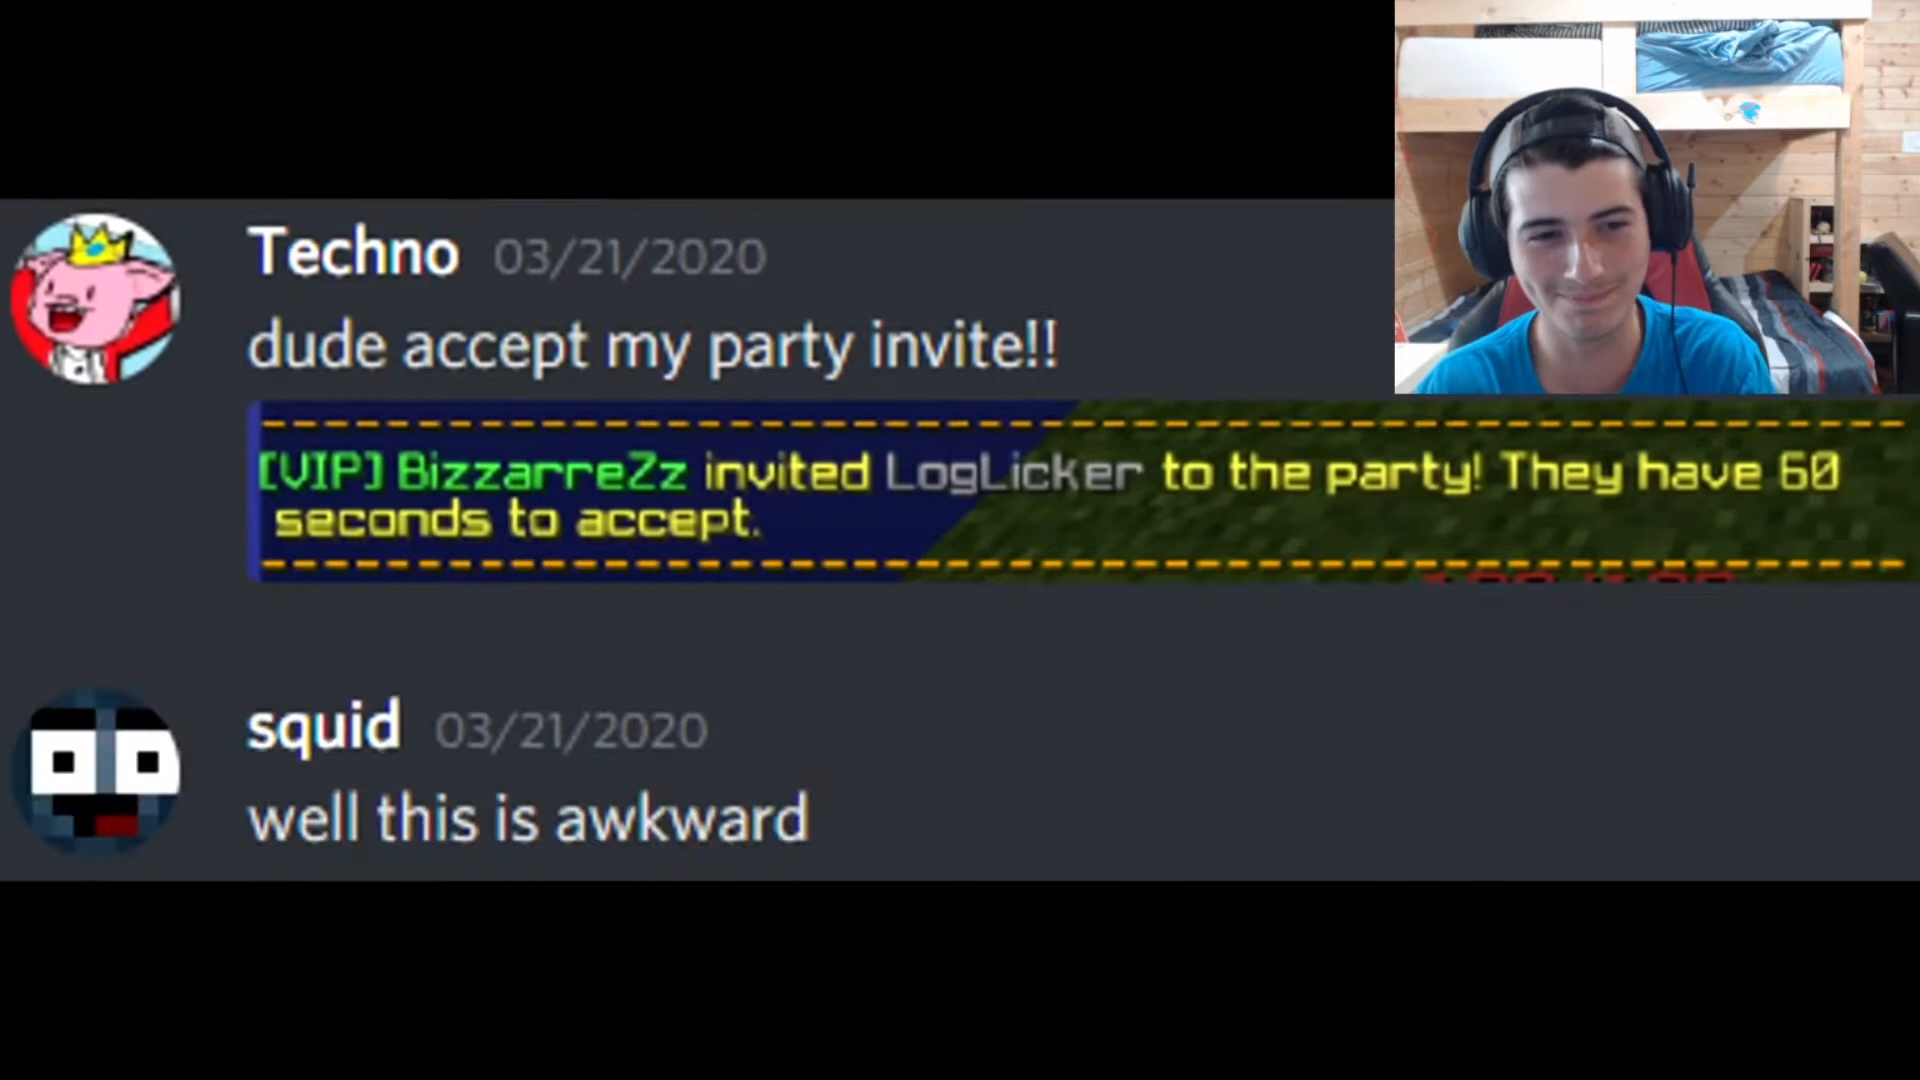 Techno 03/21/2020
dude accept my party invite!!
[VIP] BizzarreZz invited LogLicker to the party! They have 60
seconds to accept.
squid 03/21/2020
well this is awkward